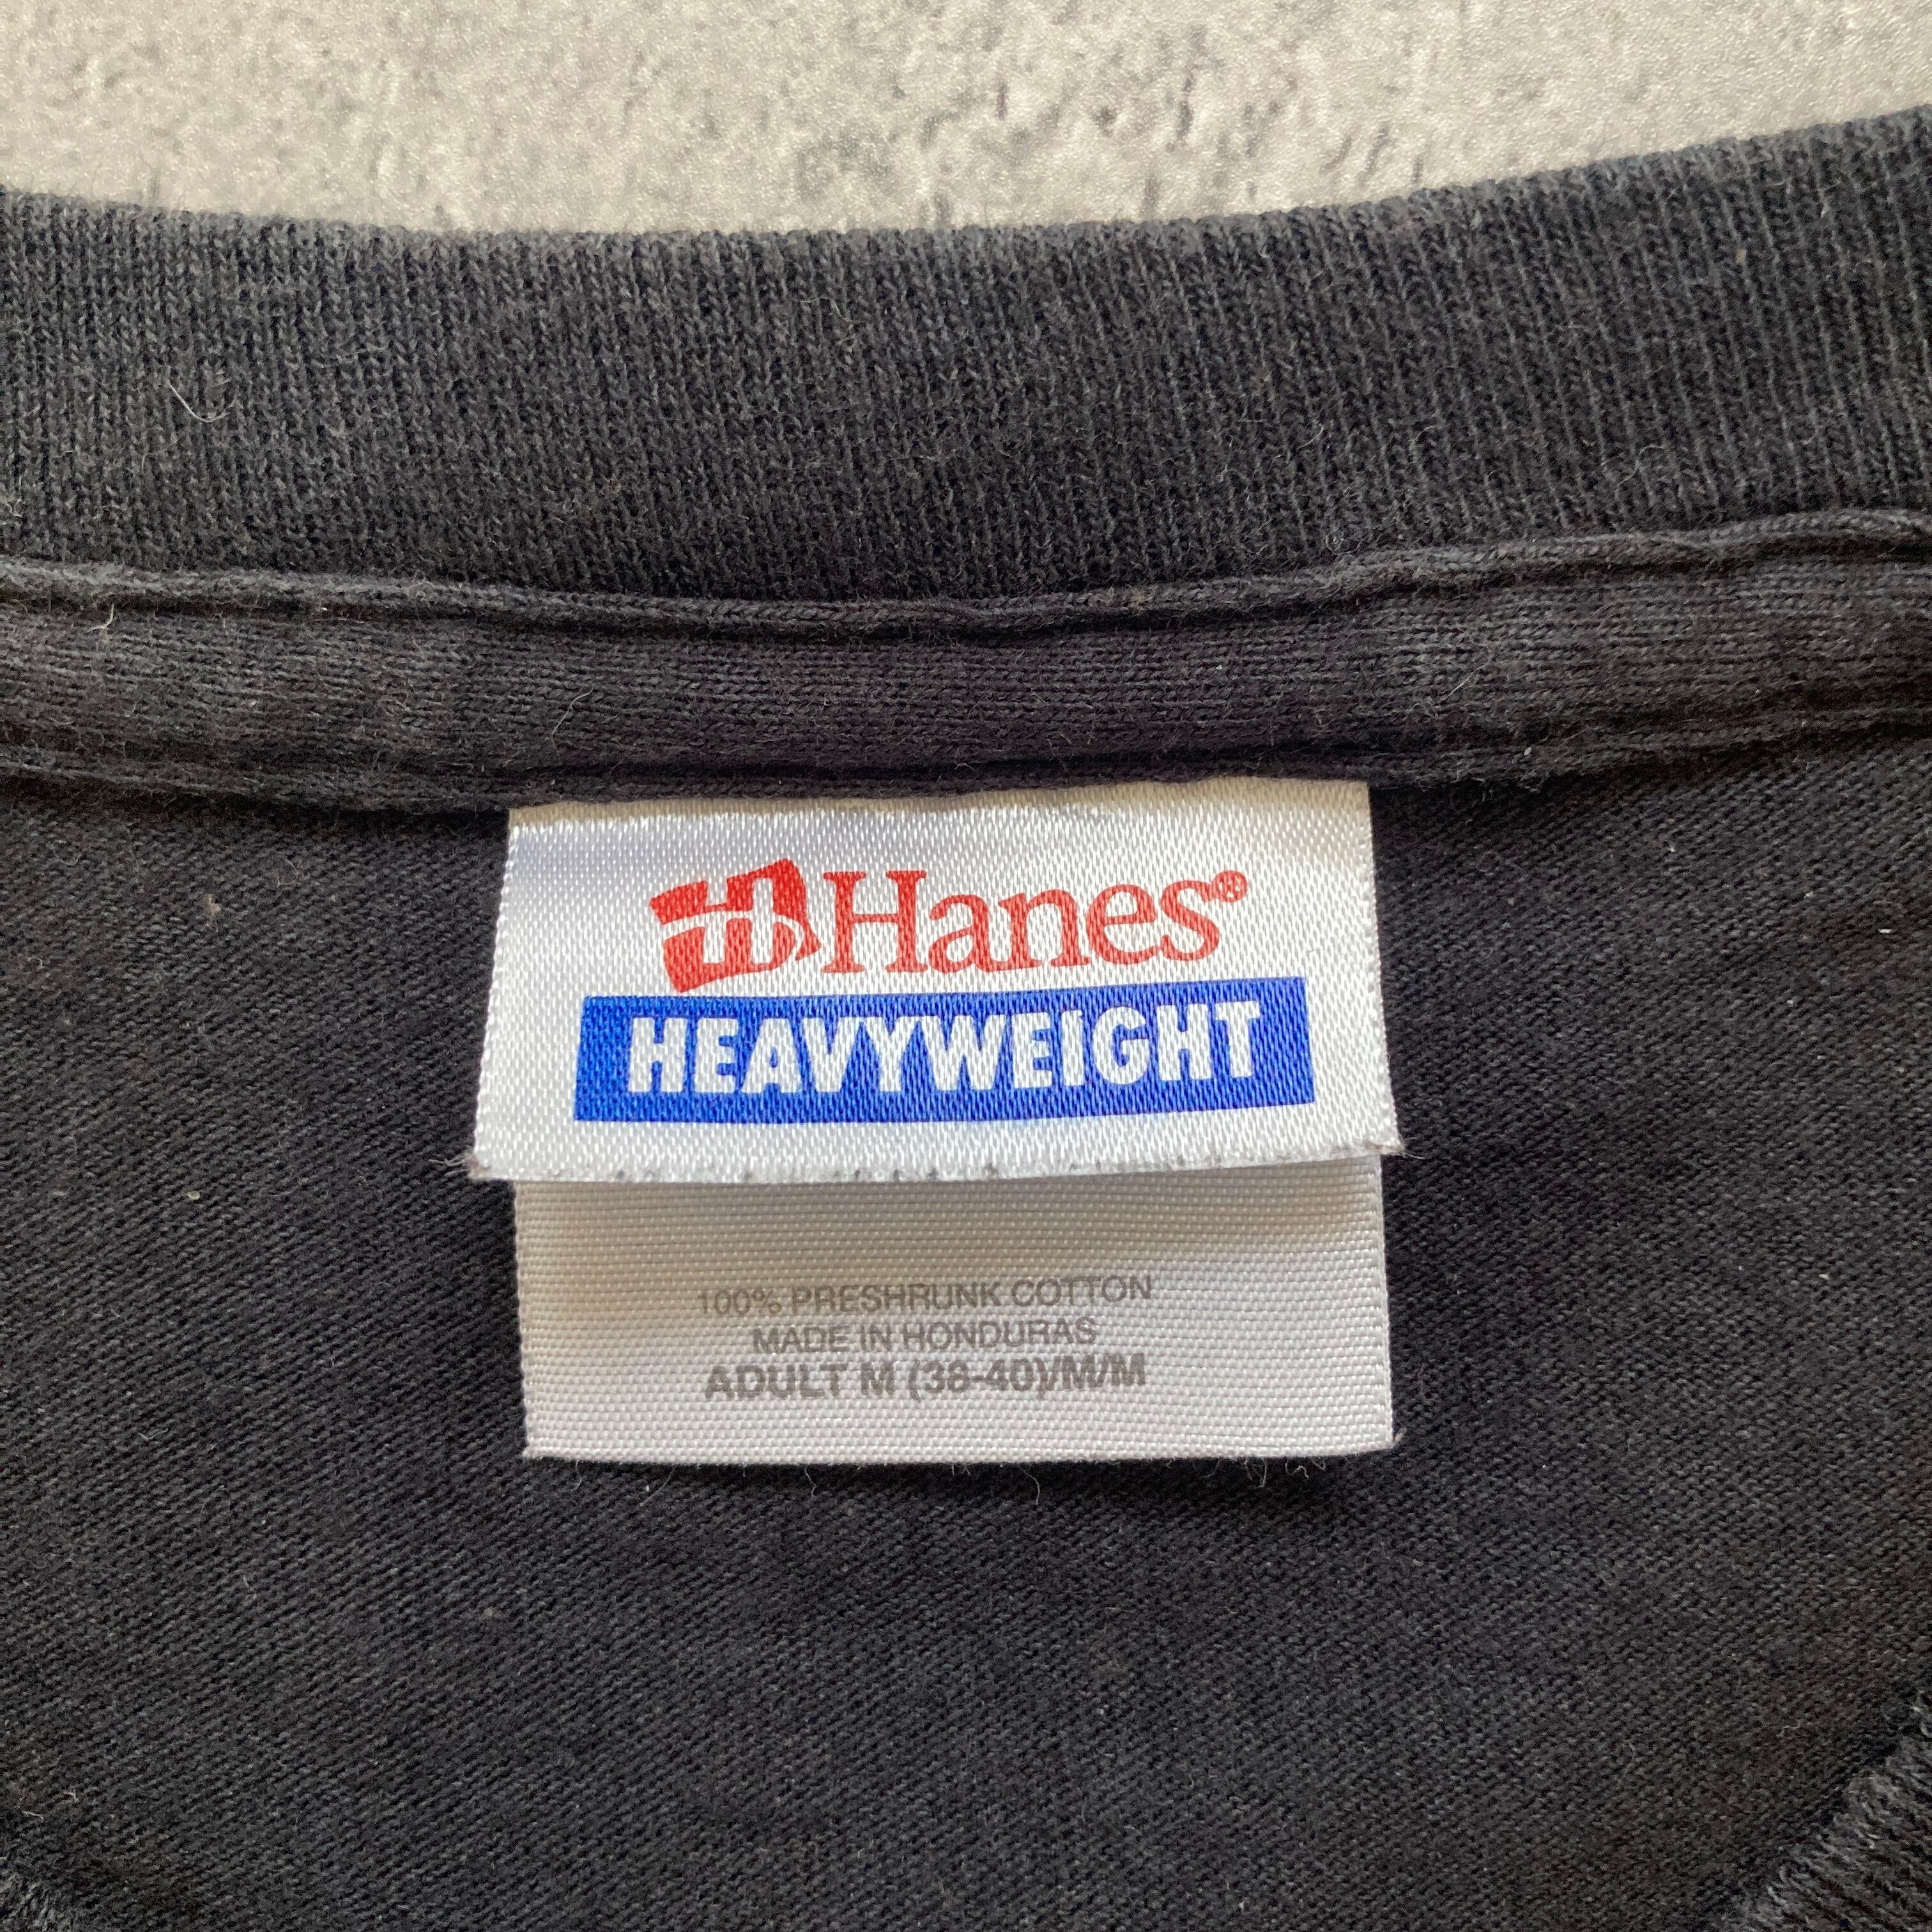 Hanes®
HEAVYWEIGHT
100% PRESHRUNK COTTON
MADE IN HONDURAS
ADULT M (38-40)/M/M